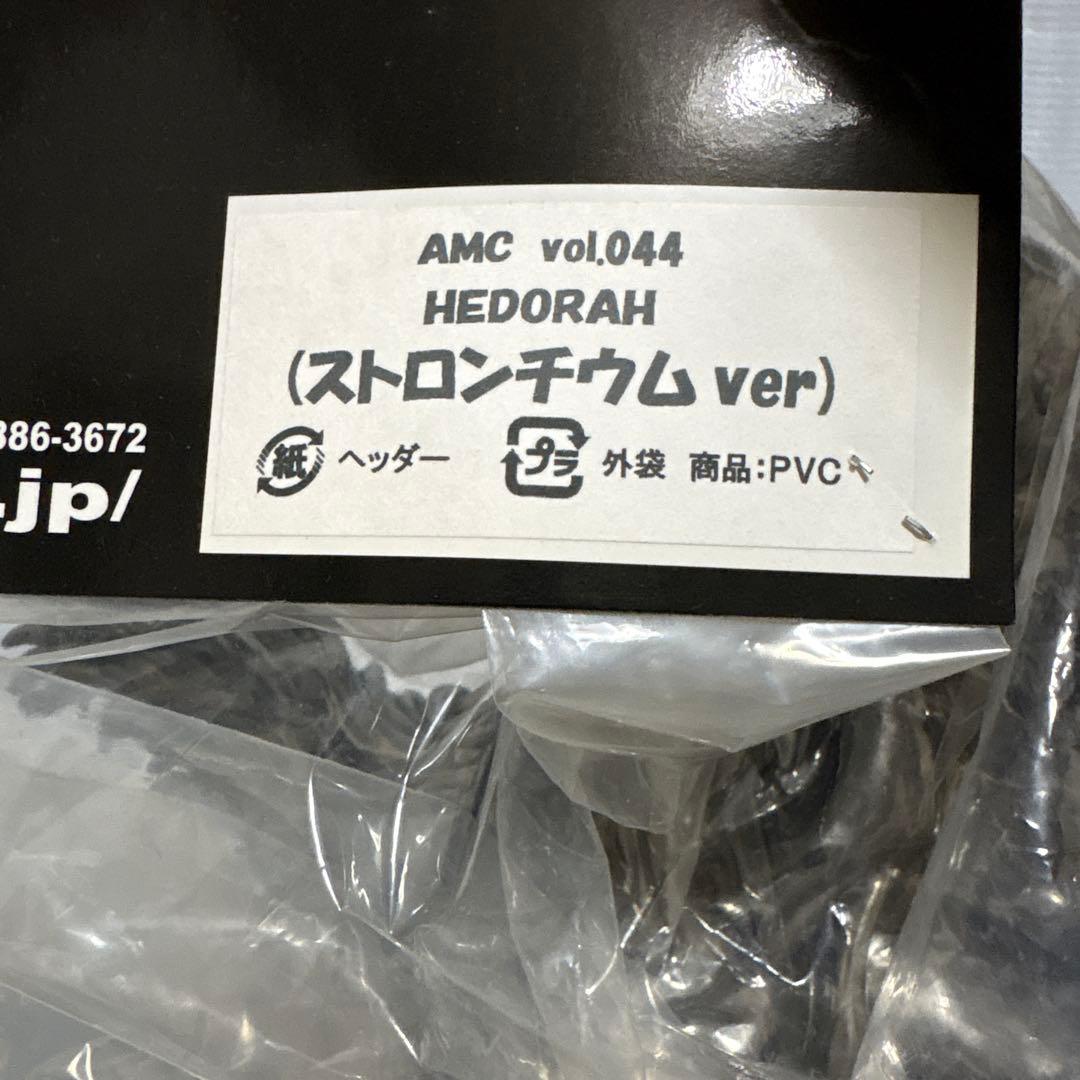 AMC vol.044
HEDORAH
(ストロンチウム ver)
紙 ヘッダー プラ 外袋 商品:PVC
386-3672
.jp/